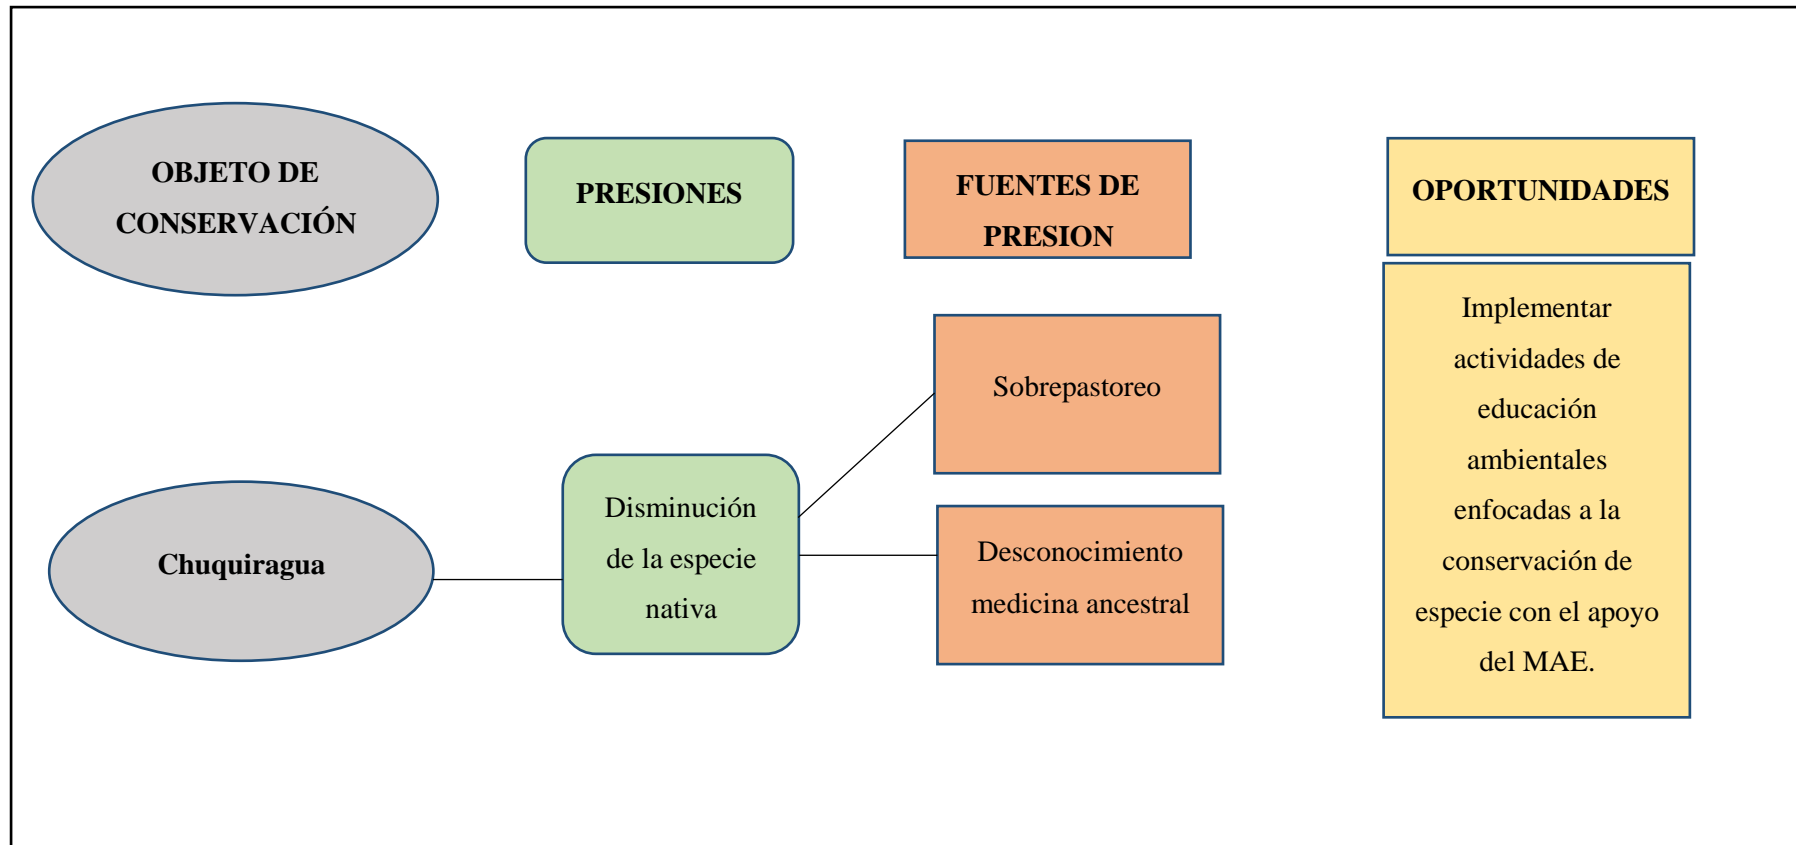 OBJETO DE
CONSERVACIÓN
PRESIONES
FUENTES DE
PRESION
OPORTUNIDADES
Chuquiragua
Disminución
de la especie
nativa
Sobrepastoreo
Desconocimiento
medicina ancestral
Implementar
actividades de
educación
ambientales
enfocadas a la
conservación de
especie con el apoyo
del MAE.